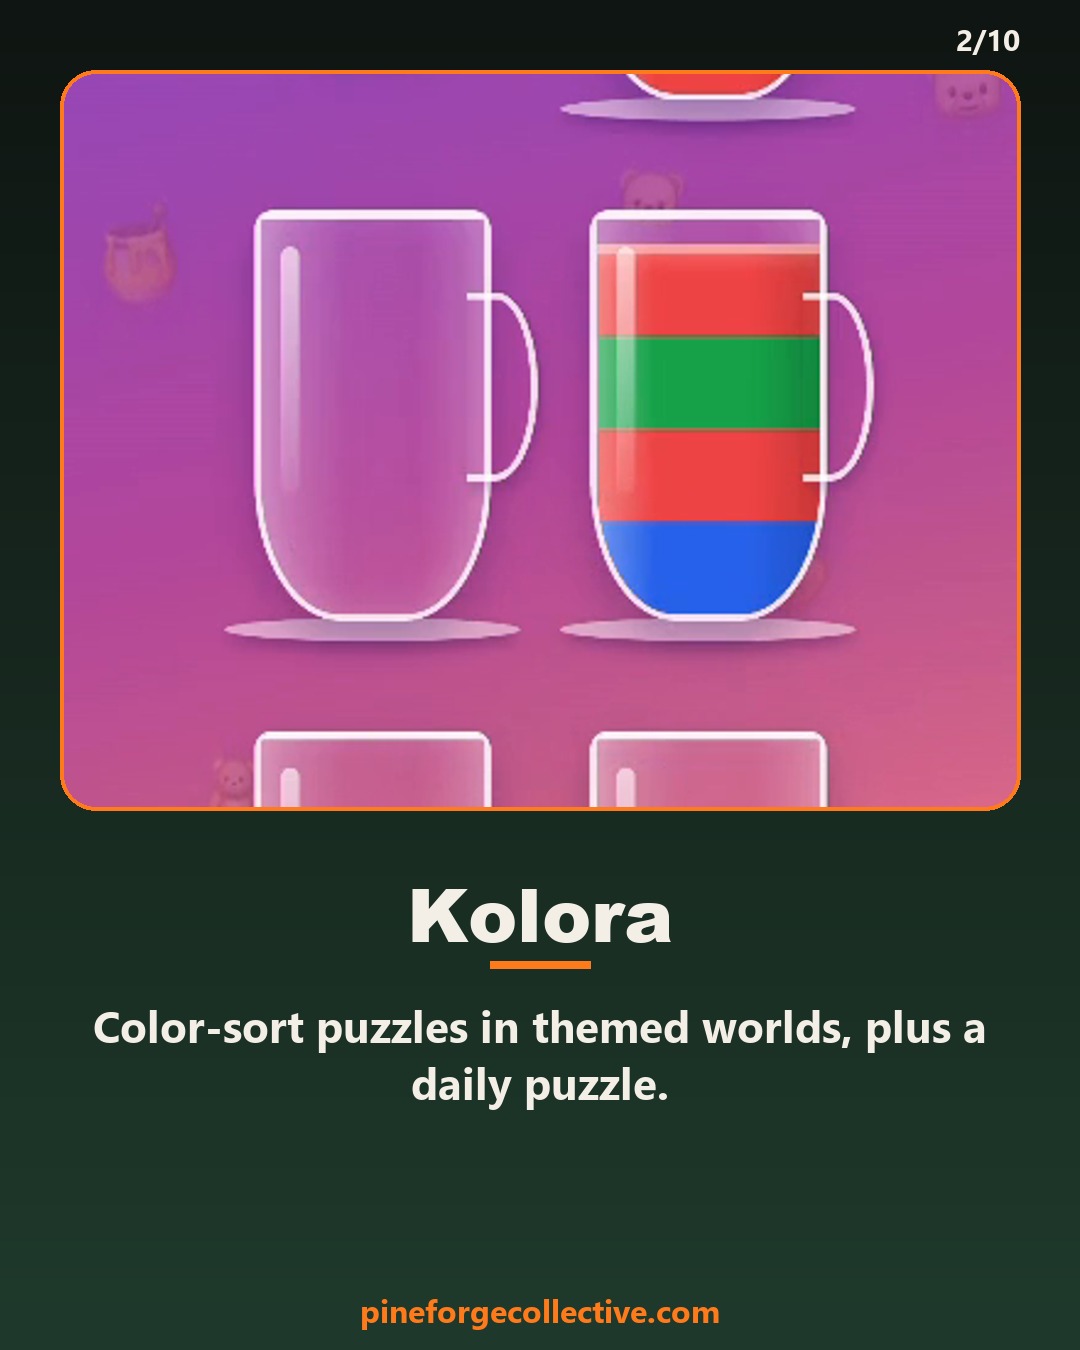 2/10
Kolora
Color-sort puzzles in themed worlds, plus a
daily puzzle.
pineforgecollective.com